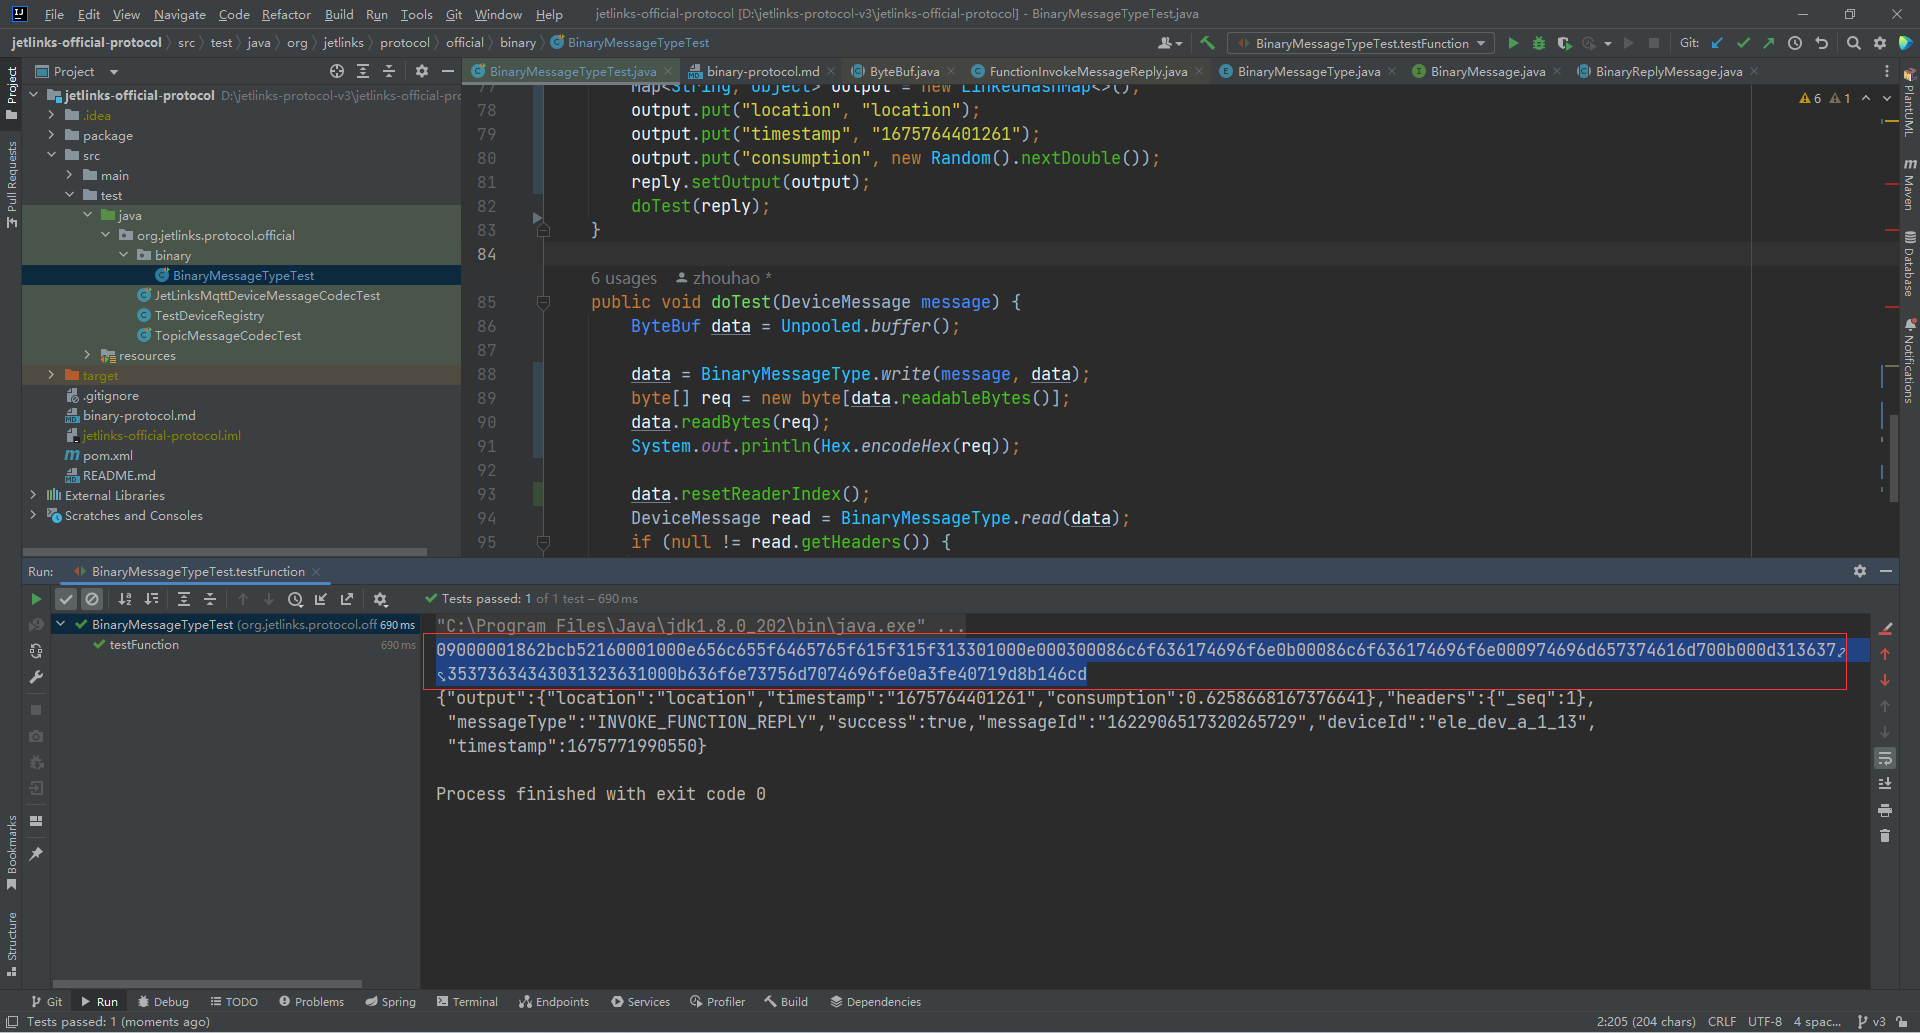 File Edit View Navigate Code Refactor Build Run Tools Git Window Help jetlinks-official-protocol [D:\jetlinks-protocol-v3\jetlinks-official-protocol] - BinaryMessageTypeTest.java
jetlinks-official-protocol src test java org jetlinks protocol official binary BinaryMessageTypeTest BinaryMessageTypeTest.testFunction Git:
Project
BinaryMessageTypeTest.java binary-protocol.md ByteBuf.java FunctionInvokeMessageReply.java BinaryMessageType.java BinaryMessage.java BinaryReplyMessage.java
jetlinks-official-protocol D:\jetlinks-protocol-v3\jetlinks-official-prc
.idea
package
src
main
test
java
org.jetlinks.protocol.official
binary
BinaryMessageTypeTest
JetLinksMqttDeviceMessageCodecTest
TestDeviceRegistry
TopicMessageCodecTest
resources
target
.gitignore
binary-protocol.md
jetlinks-official-protocol.iml
pom.xml
README.md
External Libraries
Scratches and Consoles
6 1
77 Map<String, Object> output = new LinkedHashMap<>();
78 output.put("location", "location");
79 output.put("timestamp", "1675764401261");
80 output.put("consumption", new Random().nextDouble());
81 reply.setOutput(output);
82 doTest(reply);
83 }
84
6 usages zhouhao *
85 public void doTest(DeviceMessage message) {
86 ByteBuf data = Unpooled.buffer();
87
88 data = BinaryMessageType.write(message, data);
89 byte[] req = new byte[data.readableBytes()];
90 data.readBytes(req);
91 System.out.println(Hex.encodeHex(req));
92
93 data.resetReaderIndex();
94 DeviceMessage read = BinaryMessageType.read(data);
95 if (null != read.getHeaders()) {
Project
Pull Requests
Bookmarks
Structure
PlantUML
Maven
Database
Notifications
Run: BinaryMessageTypeTest.testFunction
Tests passed: 1 of 1 test – 690 ms
BinaryMessageTypeTest (org.jetlinks.protocol.off 690 ms
testFunction 690 ms
"C:\Program Files\Java\jdk1.8.0_202\bin\java.exe" ...
09000001862bcb52160001000e656c655f6465765f615f315f313301000e000300086c6f636174696f6e0b00086c6f636174696f6e000974696d657374616d700b000d313637
353736343430313236310​00b636f6e73756d7074696f6e0a3fe40719d8b146cd
{"output":{"location":"location","timestamp":"1675764401261","consumption":0.6258668167376641},"headers":{"_seq":1},
"messageType":"INVOKE_FUNCTION_REPLY","success":true,"messageId":"1622906517320265729","deviceId":"ele_dev_a_1_13",
"timestamp":1675771990550}
Process finished with exit code 0
Git Run Debug TODO Problems Spring Terminal Endpoints Services Profiler Build Dependencies
Tests passed: 1 (moments ago) 2:205 (204 chars) CRLF UTF-8 4 spac... v3